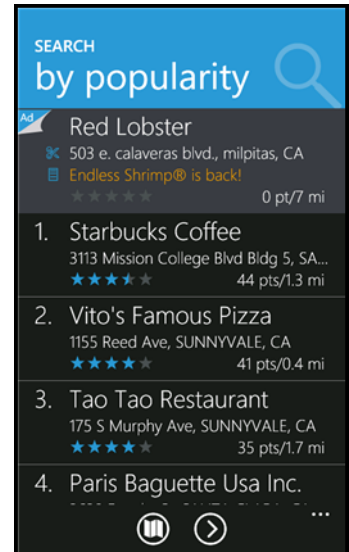 SEARCH
by popularity
Ad
Red Lobster
503 e. calaveras blvd., milpitas, CA
Endless Shrimp® is back!
0 pt/7 mi
1. Starbucks Coffee
3113 Mission College Blvd Bldg 5, SA...
44 pts/1.3 mi
2. Vito's Famous Pizza
1155 Reed Ave, SUNNYVALE, CA
41 pts/0.4 mi
3. Tao Tao Restaurant
175 S Murphy Ave, SUNNYVALE, CA
35 pts/1.7 mi
4. Paris Baguette Usa Inc.
...